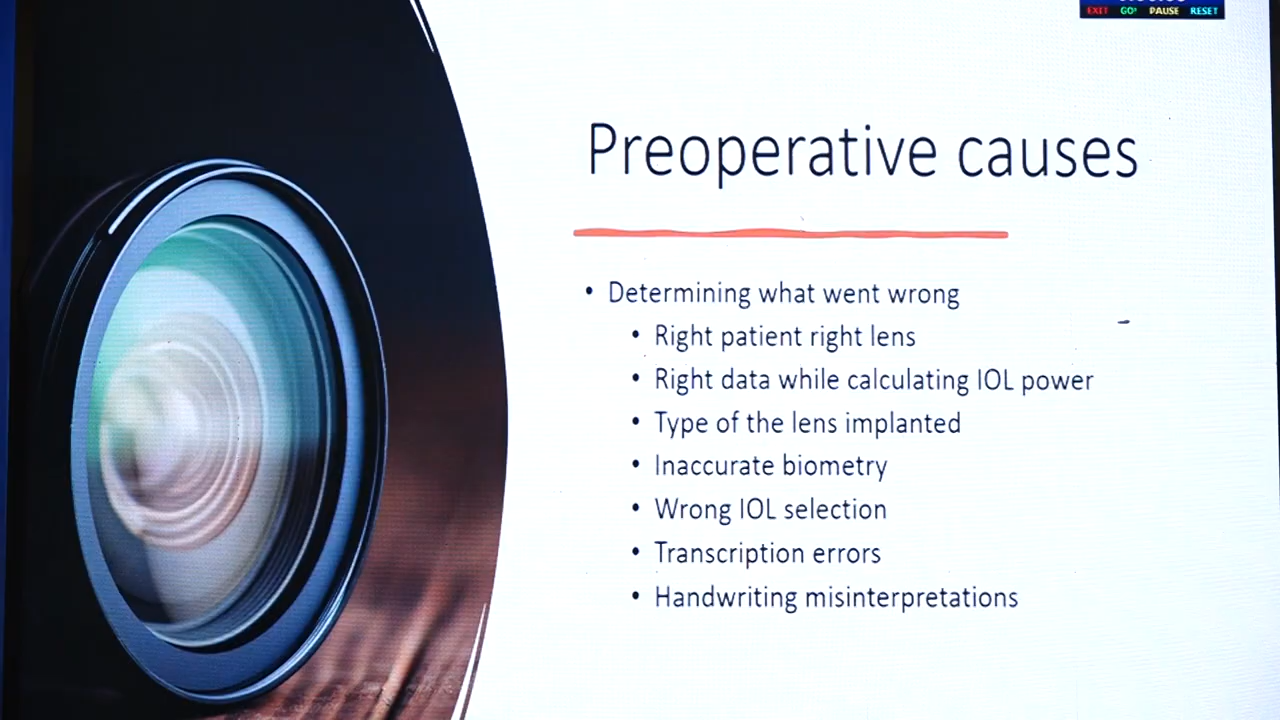 EXIT GO! PAUSE RESET
Preoperative causes
• Determining what went wrong
• Right patient right lens
• Right data while calculating IOL power
• Type of the lens implanted
• Inaccurate biometry
• Wrong IOL selection
• Transcription errors
• Handwriting misinterpretations